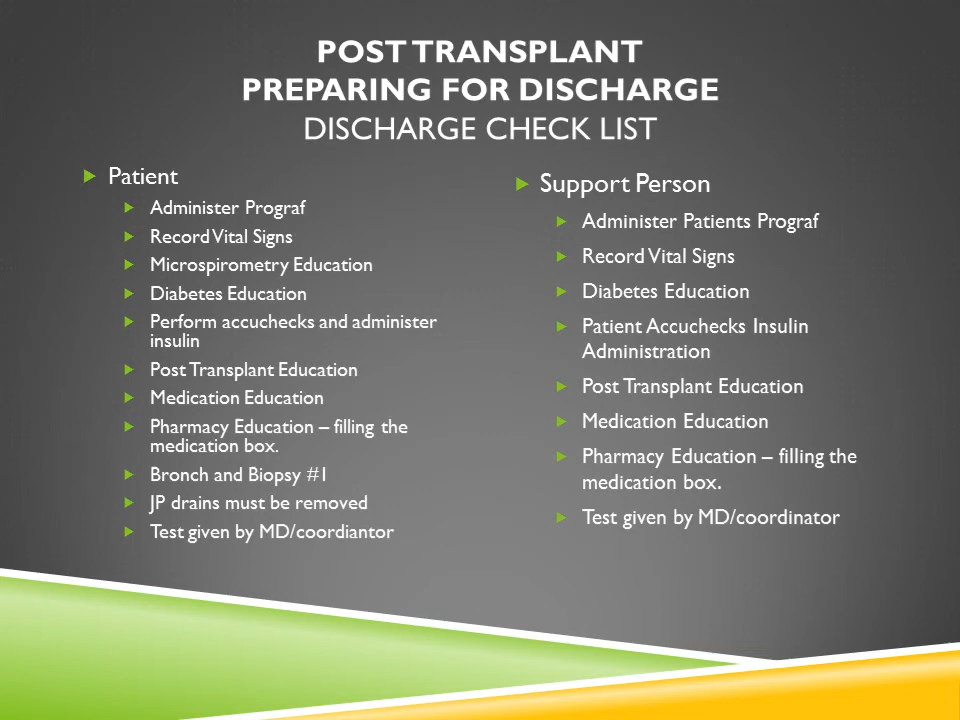 POST TRANSPLANT
PREPARING FOR DISCHARGE
DISCHARGE CHECK LIST
Patient
Administer Prograf
Record Vital Signs
Microspirometry Education
Diabetes Education
Perform accuchecks and administer
insulin
Post Transplant Education
Medication Education
Pharmacy Education – filling the
medication box.
Bronch and Biopsy #1
JP drains must be removed
Test given by MD/coordiantor
Support Person
Administer Patients Prograf
Record Vital Signs
Diabetes Education
Patient Accuchecks Insulin
Administration
Post Transplant Education
Medication Education
Pharmacy Education – filling the
medication box.
Test given by MD/coordinator